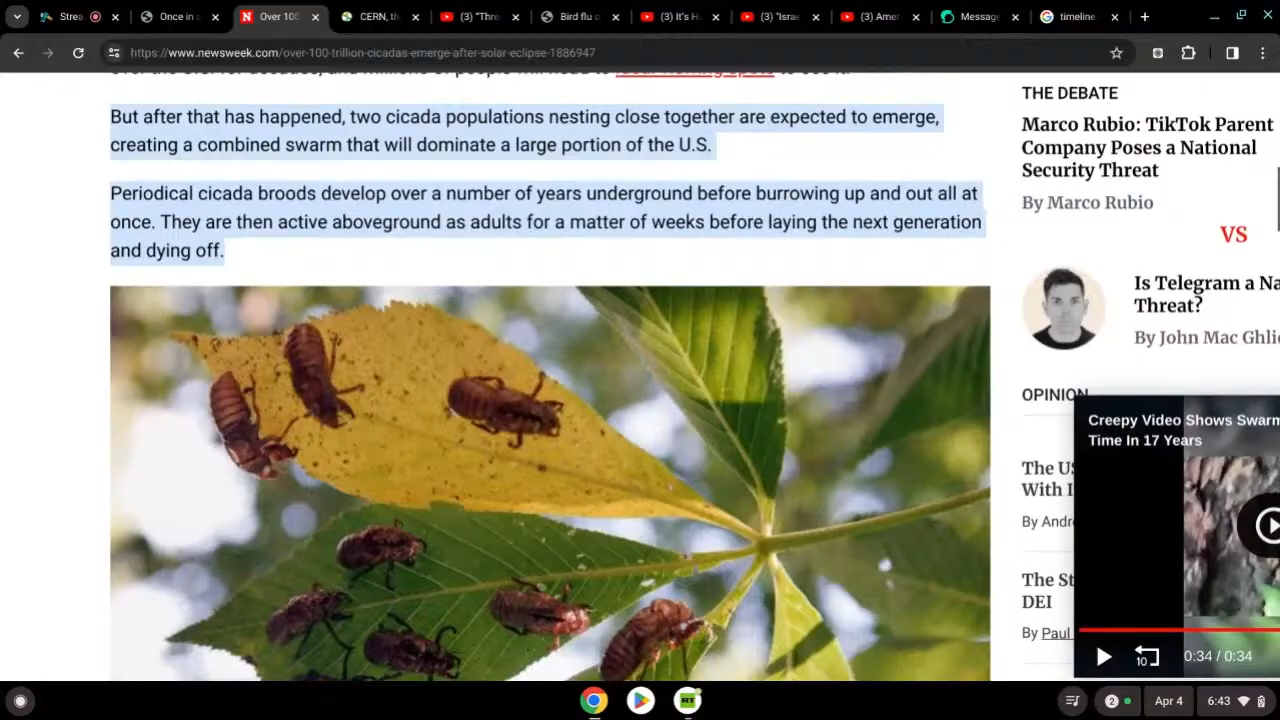 Strea
Once in a
Over 100
CERN, th
(3) "Thre
Bird flu o
(3) It's H
(3) "Israe
(3) Amer
Message
timeline
https://www.newsweek.com/over-100-trillion-cicadas-emerge-after-solar-eclipse-1886947
But after that has happened, two cicada populations nesting close together are expected to emerge,
creating a combined swarm that will dominate a large portion of the U.S.
Periodical cicada broods develop over a number of years underground before burrowing up and out all at
once. They are then active aboveground as adults for a matter of weeks before laying the next generation
and dying off.
THE DEBATE
Marco Rubio: TikTok Parent
Company Poses a National
Security Threat
By Marco Rubio
VS
Is Telegram a Na
Threat?
By John Mac Ghlio
OPINION
Creepy Video Shows Swarm
Time In 17 Years
The US
With I
By Andre
The St
DEI
By Paul
10
0:34 / 0:34
RT
2
Apr 4
6:43